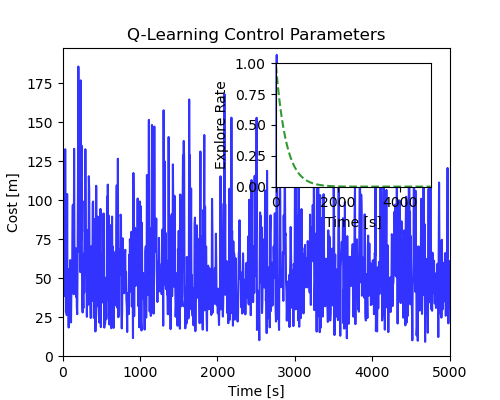 Q-Learning Control Parameters
Cost [m]
175
150
125
100
75
50
25
0
0 1000 2000 3000 4000 5000
Time [s]
Explore Rate
1.00
0.75
0.50
0.25
0.00
0 2000 4000
Time [s]